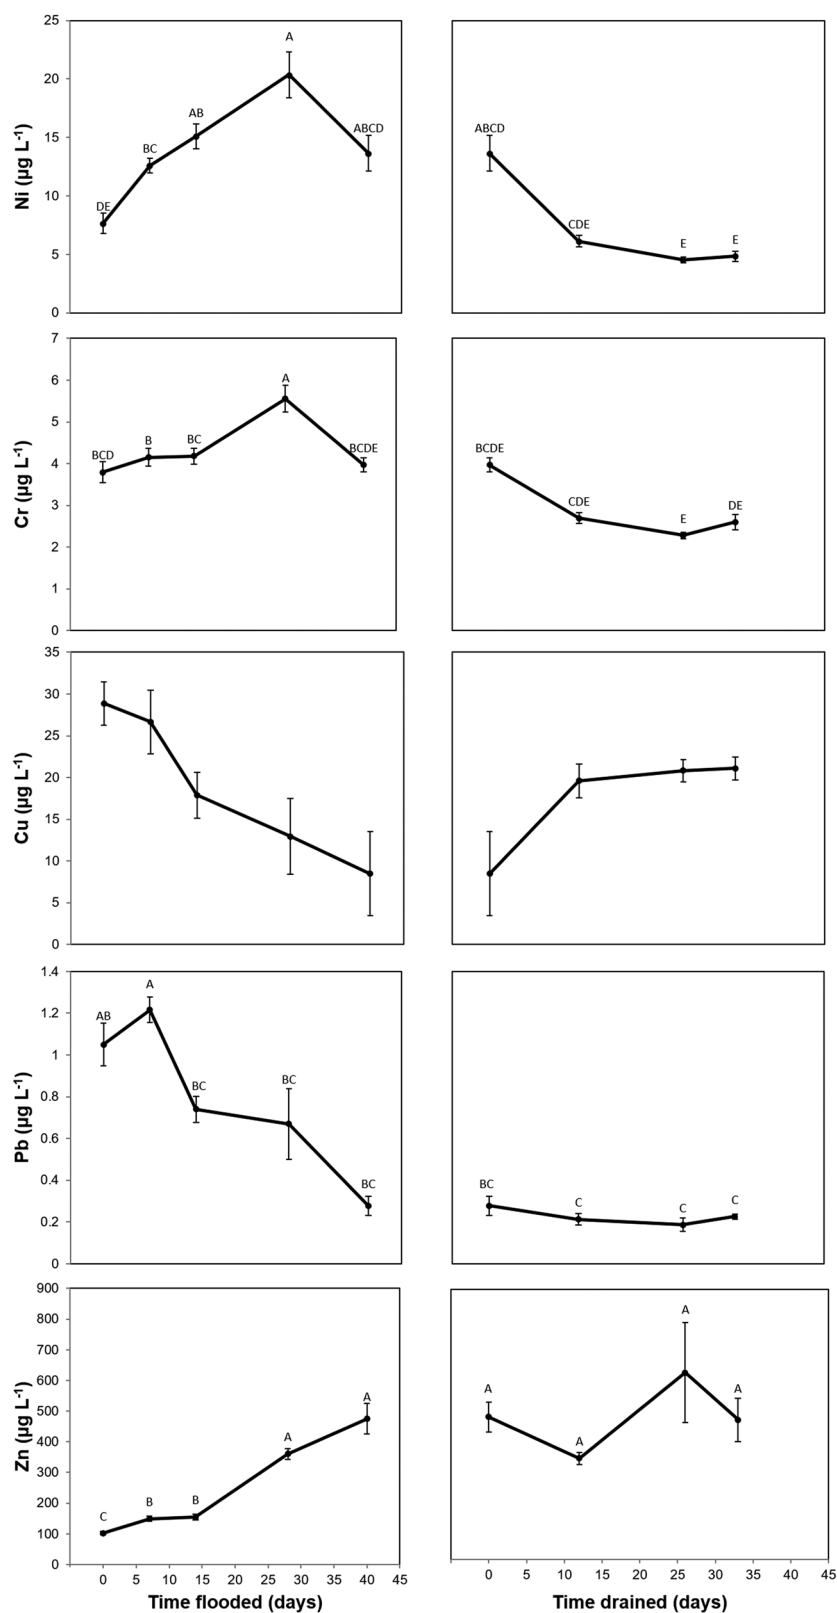 25
20
15
10
5
0
Ni (µg L-1)
DE
BC
AB
A
ABCD
ABCD
CDE
E
E
7
6
5
4
3
2
1
0
Cr (µg L-1)
BCD
B
BC
A
BCDE
BCDE
CDE
E
DE
35
30
25
20
15
10
5
0
Cu (µg L-1)
1.4
1.2
1
0.8
0.6
0.4
0.2
0
Pb (µg L-1)
AB
A
BC
BC
BC
BC
C
C
C
900
800
700
600
500
400
300
200
100
0
Zn (µg L-1)
C
B
B
A
A
A
A
A
A
0 5 10 15 20 25 30 35 40 45
Time flooded (days)
0 5 10 15 20 25 30 35 40 45
Time drained (days)